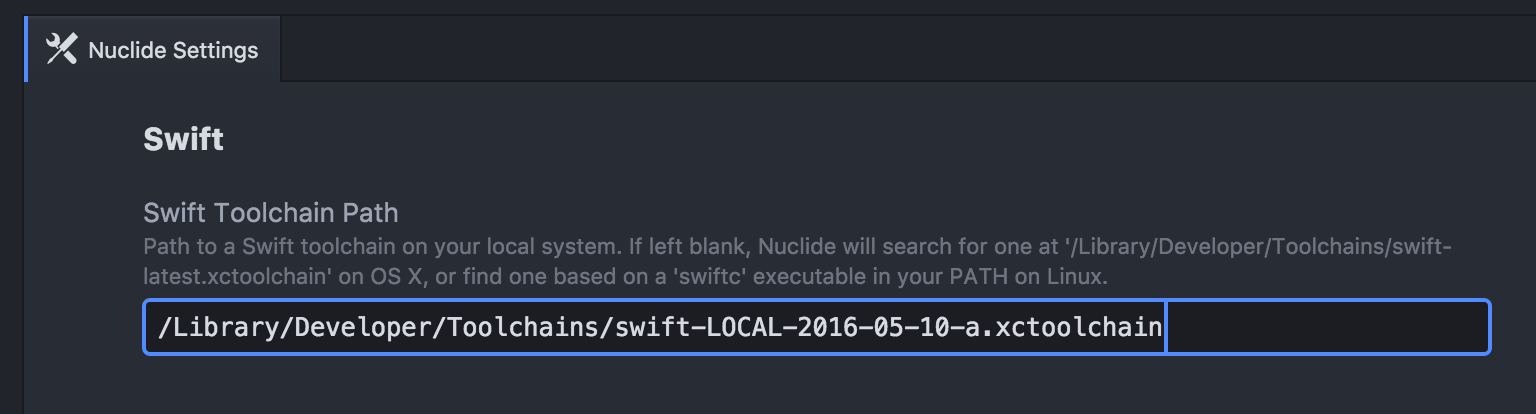 Nuclide Settings
Swift
Swift Toolchain Path
Path to a Swift toolchain on your local system. If left blank, Nuclide will search for one at '/Library/Developer/Toolchains/swift-
latest.xctoolchain' on OS X, or find one based on a 'swiftc' executable in your PATH on Linux.
/Library/Developer/Toolchains/swift-LOCAL-2016-05-10-a.xctoolchain